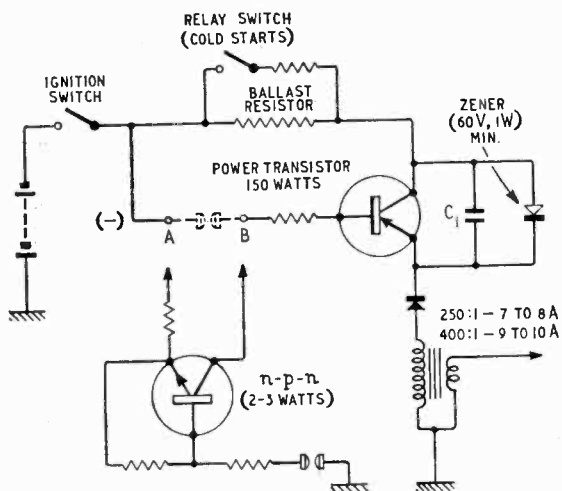 RELAY SWITCH
(COLD STARTS)
IGNITION
SWITCH
BALLAST
RESISTOR
ZENER
(60V, 1W)
MIN.
POWER TRANSISTOR
150 WATTS
(-)
A
B
C1
250:1 - 7 TO 8A
400:1 - 9 TO 10A
n-p-n
(2-3 WATTS)